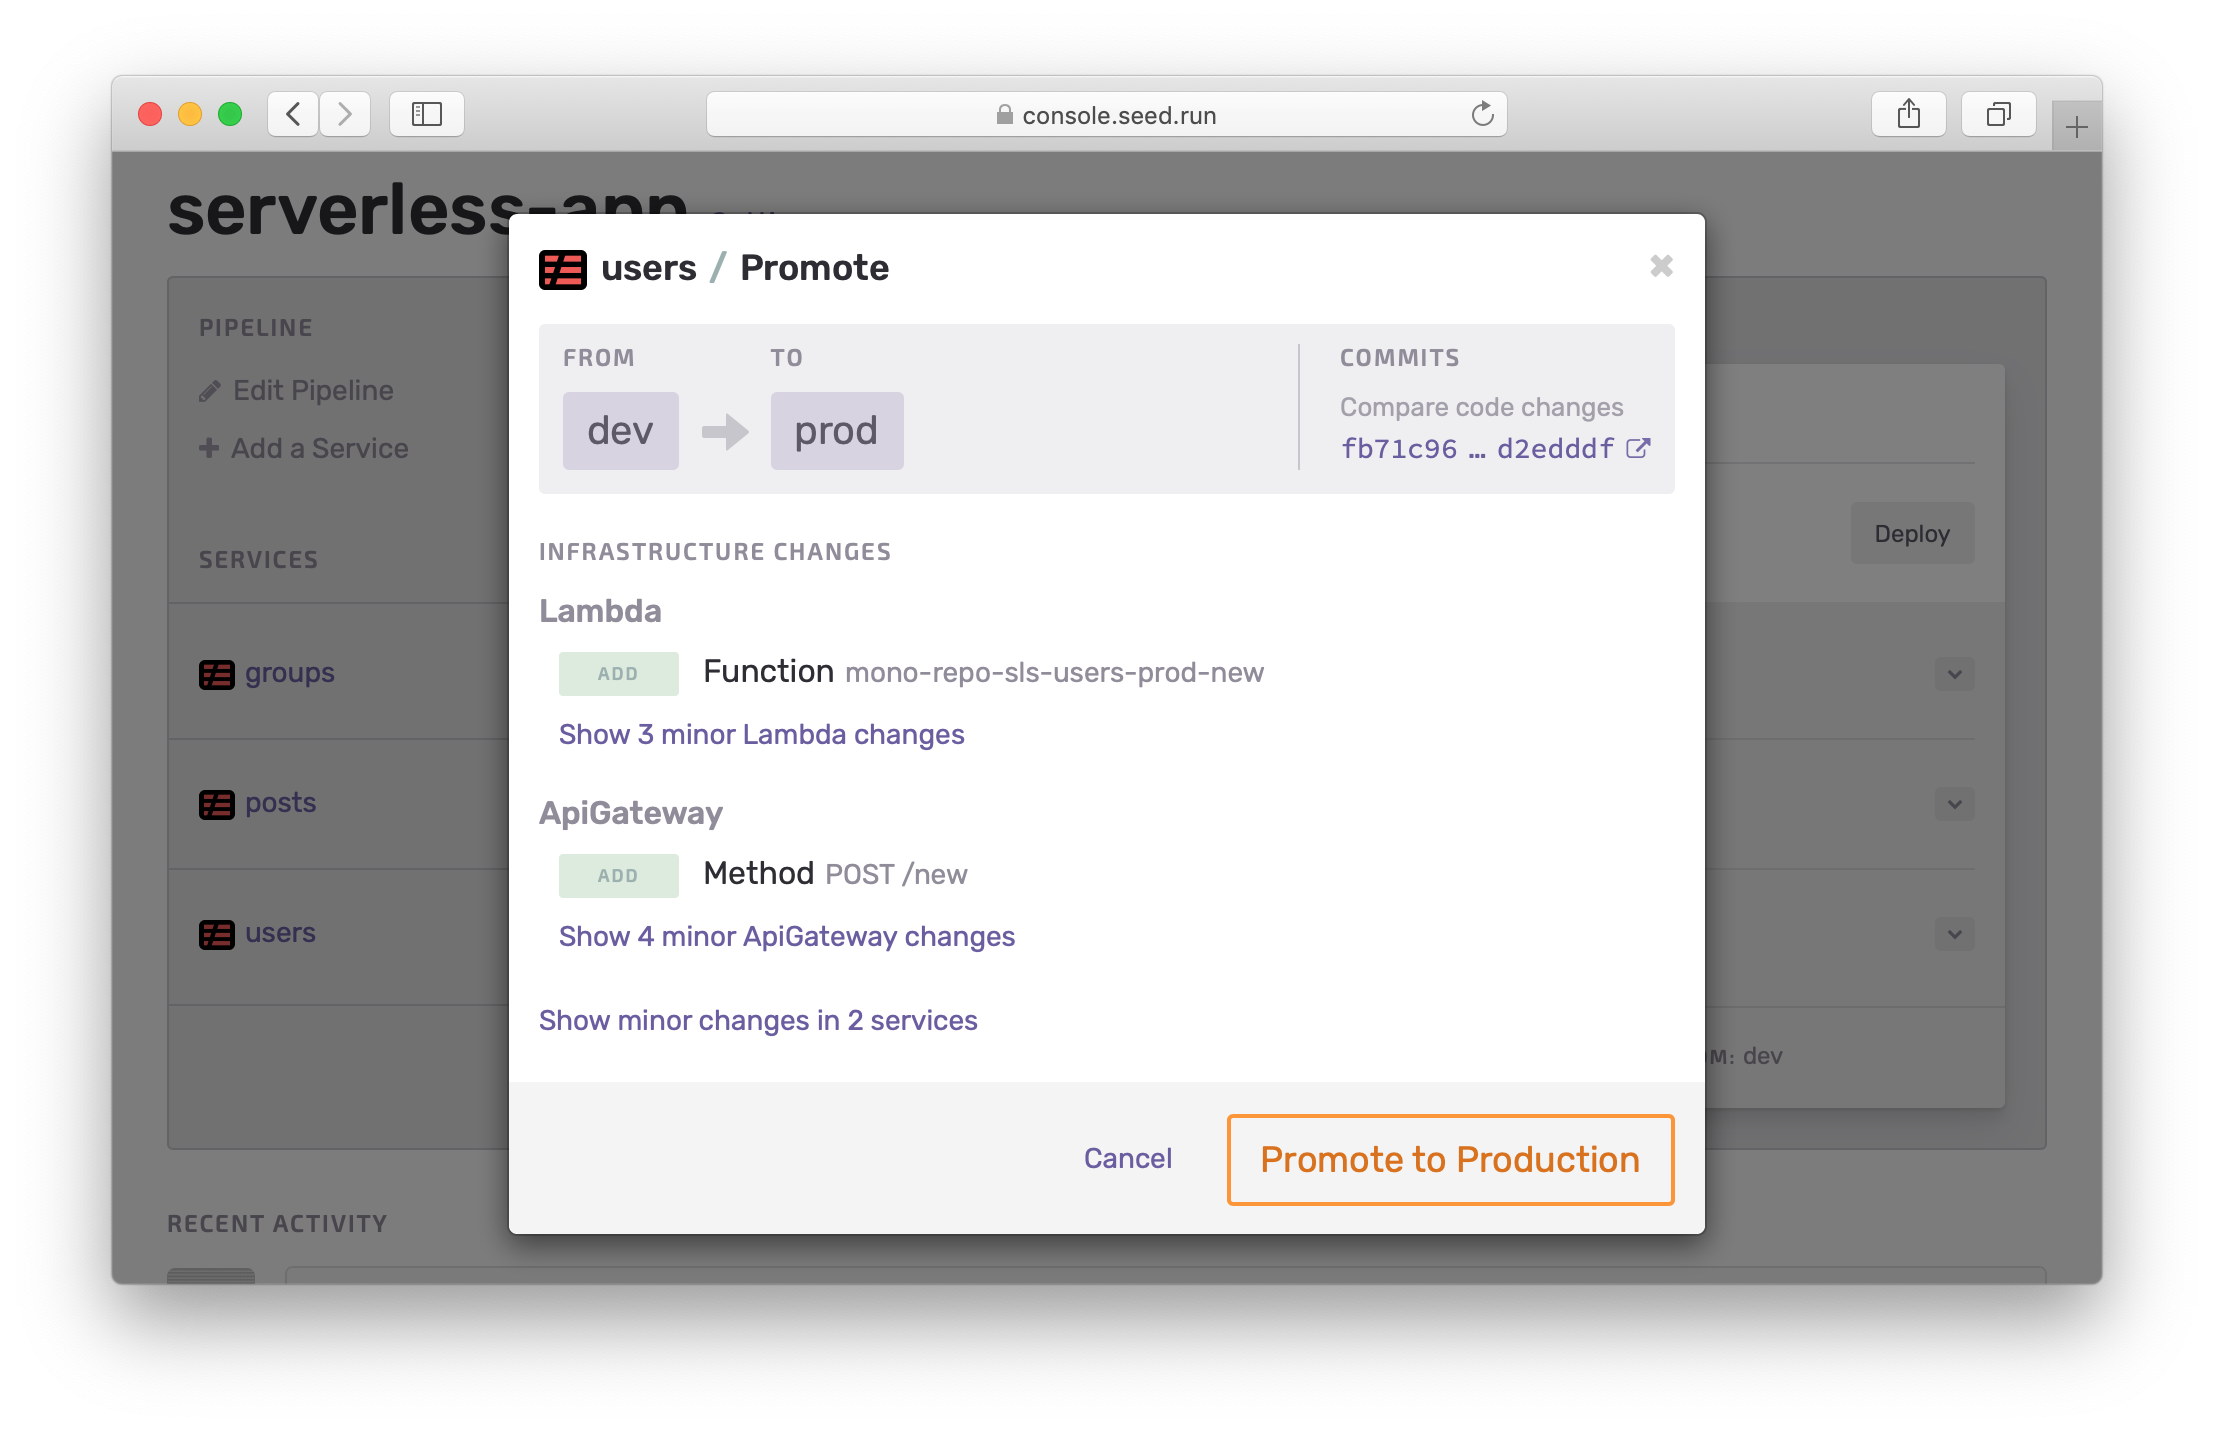 console.seed.run
serverless-app
users / Promote
PIPELINE
Edit Pipeline
Add a Service
SERVICES
groups
posts
users
FROM
TO
COMMITS
dev
prod
Compare code changes
fb71c96 … d2edddf
INFRASTRUCTURE CHANGES
Lambda
ADD
Function mono-repo-sls-users-prod-new
Show 3 minor Lambda changes
ApiGateway
ADD
Method POST /new
Show 4 minor ApiGateway changes
Show minor changes in 2 services
Cancel
Promote to Production
Deploy
OM: dev
RECENT ACTIVITY